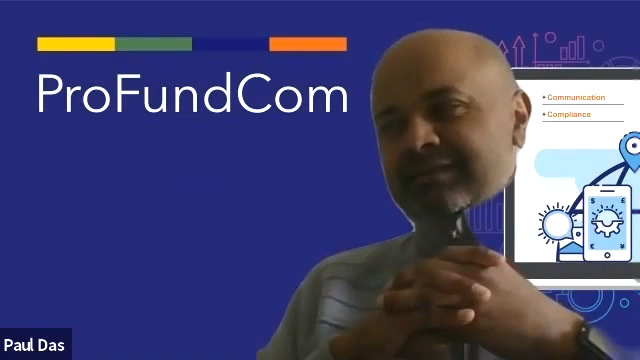 ProFundCom
+Communication
+Compliance
$ £
€ ¥
Paul Das